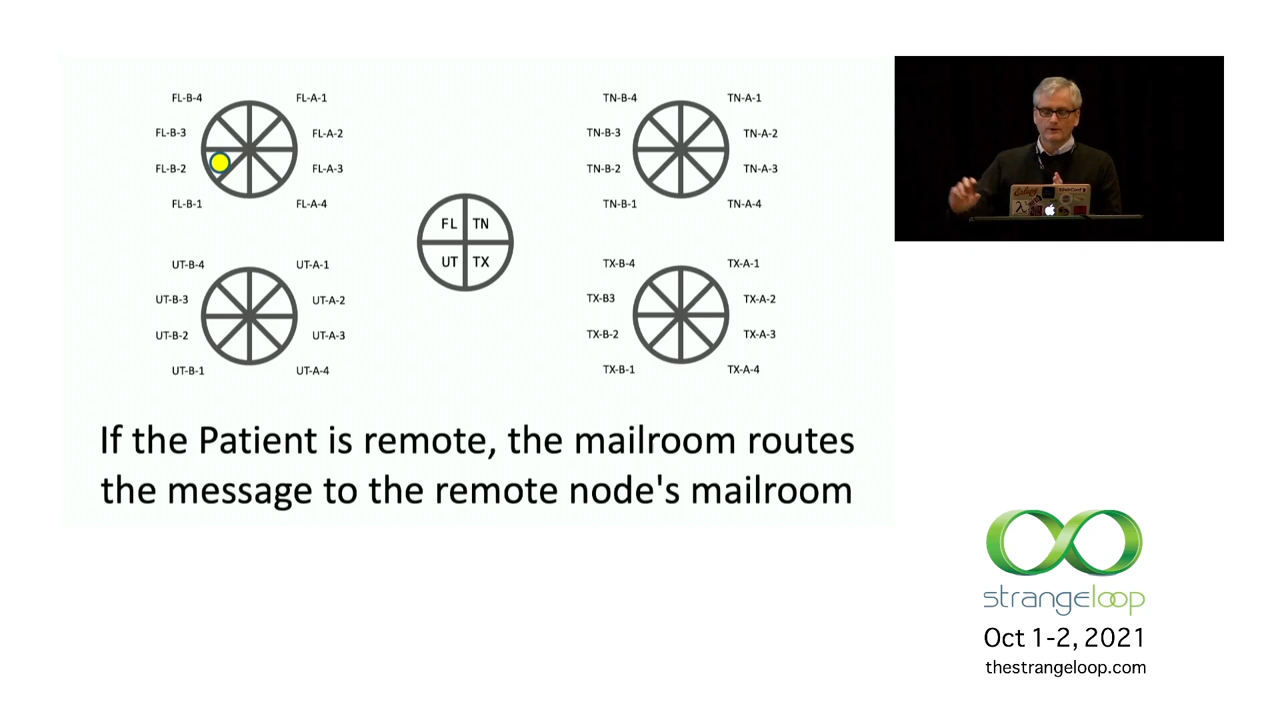 FL-B-4
FL-A-1
FL-B-3
FL-A-2
FL-B-2
FL-A-3
FL-B-1
FL-A-4
TN-B-4
TN-A-1
TN-B-3
TN-A-2
TN-B-2
TN-A-3
TN-B-1
TN-A-4
FL TN
UT TX
UT-B-4
UT-A-1
UT-B-3
UT-A-2
UT-B-2
UT-A-3
UT-B-1
UT-A-4
TX-B-4
TX-A-1
TX-B3
TX-A-2
TX-B-2
TX-A-3
TX-B-1
TX-A-4
If the Patient is remote, the mailroom routes
the message to the remote node's mailroom
strangeloop
Oct 1-2, 2021
thestrangeloop.com